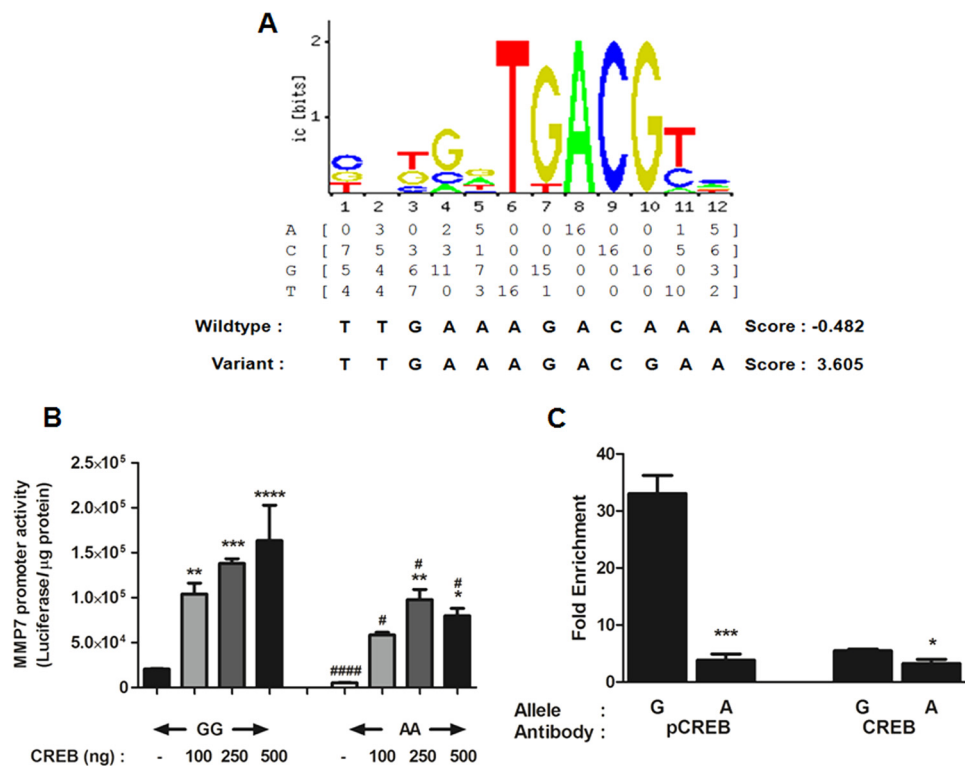 A
ic [bits]
2
1
TGACGT
1 2 3 4 5 6 7 8 9 10 11 12
A [ 0 3 0 2 5 0 0 16 0 0 1 5 ]
C [ 7 5 3 3 1 0 0 0 16 0 5 6 ]
G [ 5 4 6 11 7 0 15 0 0 16 0 3 ]
T [ 4 4 7 0 3 16 1 0 0 0 10 2 ]
Wildtype : T T G A A A G A C A A A Score : -0.482
Variant : T T G A A A G A C G A A Score : 3.605
B
MMP7 promoter activity
(Luciferase/µg protein)
2.5×10⁵
2.0×10⁵
1.5×10⁵
1.0×10⁵
5.0×10⁴
0
** *** **** #### # # ** # *
GG AA
CREB (ng) : - 100 250 500 - 100 250 500
C
Fold Enrichment
40
30
20
10
0
*** *
Allele : G A G A
Antibody : pCREB CREB